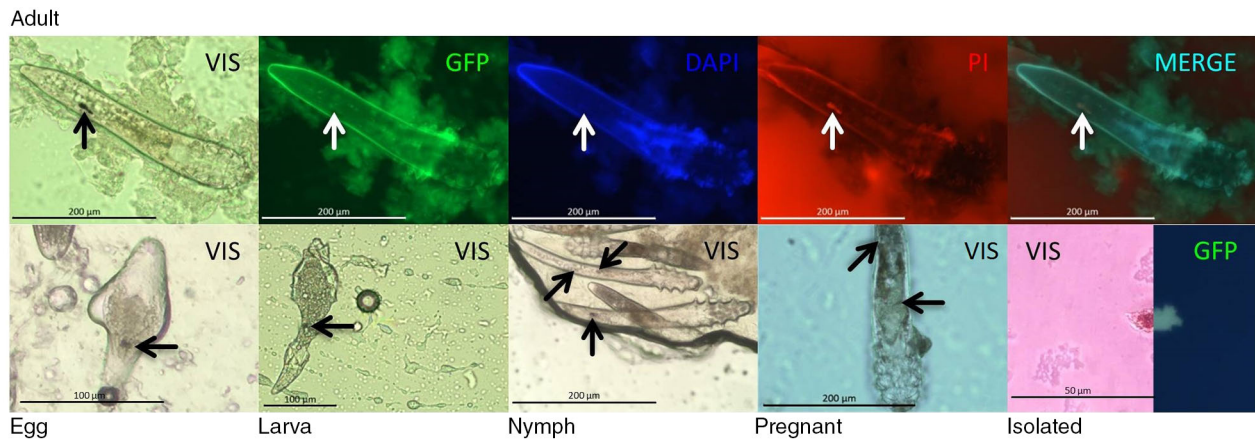 Adult
VIS GFP DAPI PI MERGE
200 µm 200 µm 200 µm 200 µm 200 µm
VIS VIS VIS VIS VIS GFP
100 µm 100 µm 200 µm 200 µm 50 µm
Egg Larva Nymph Pregnant Isolated